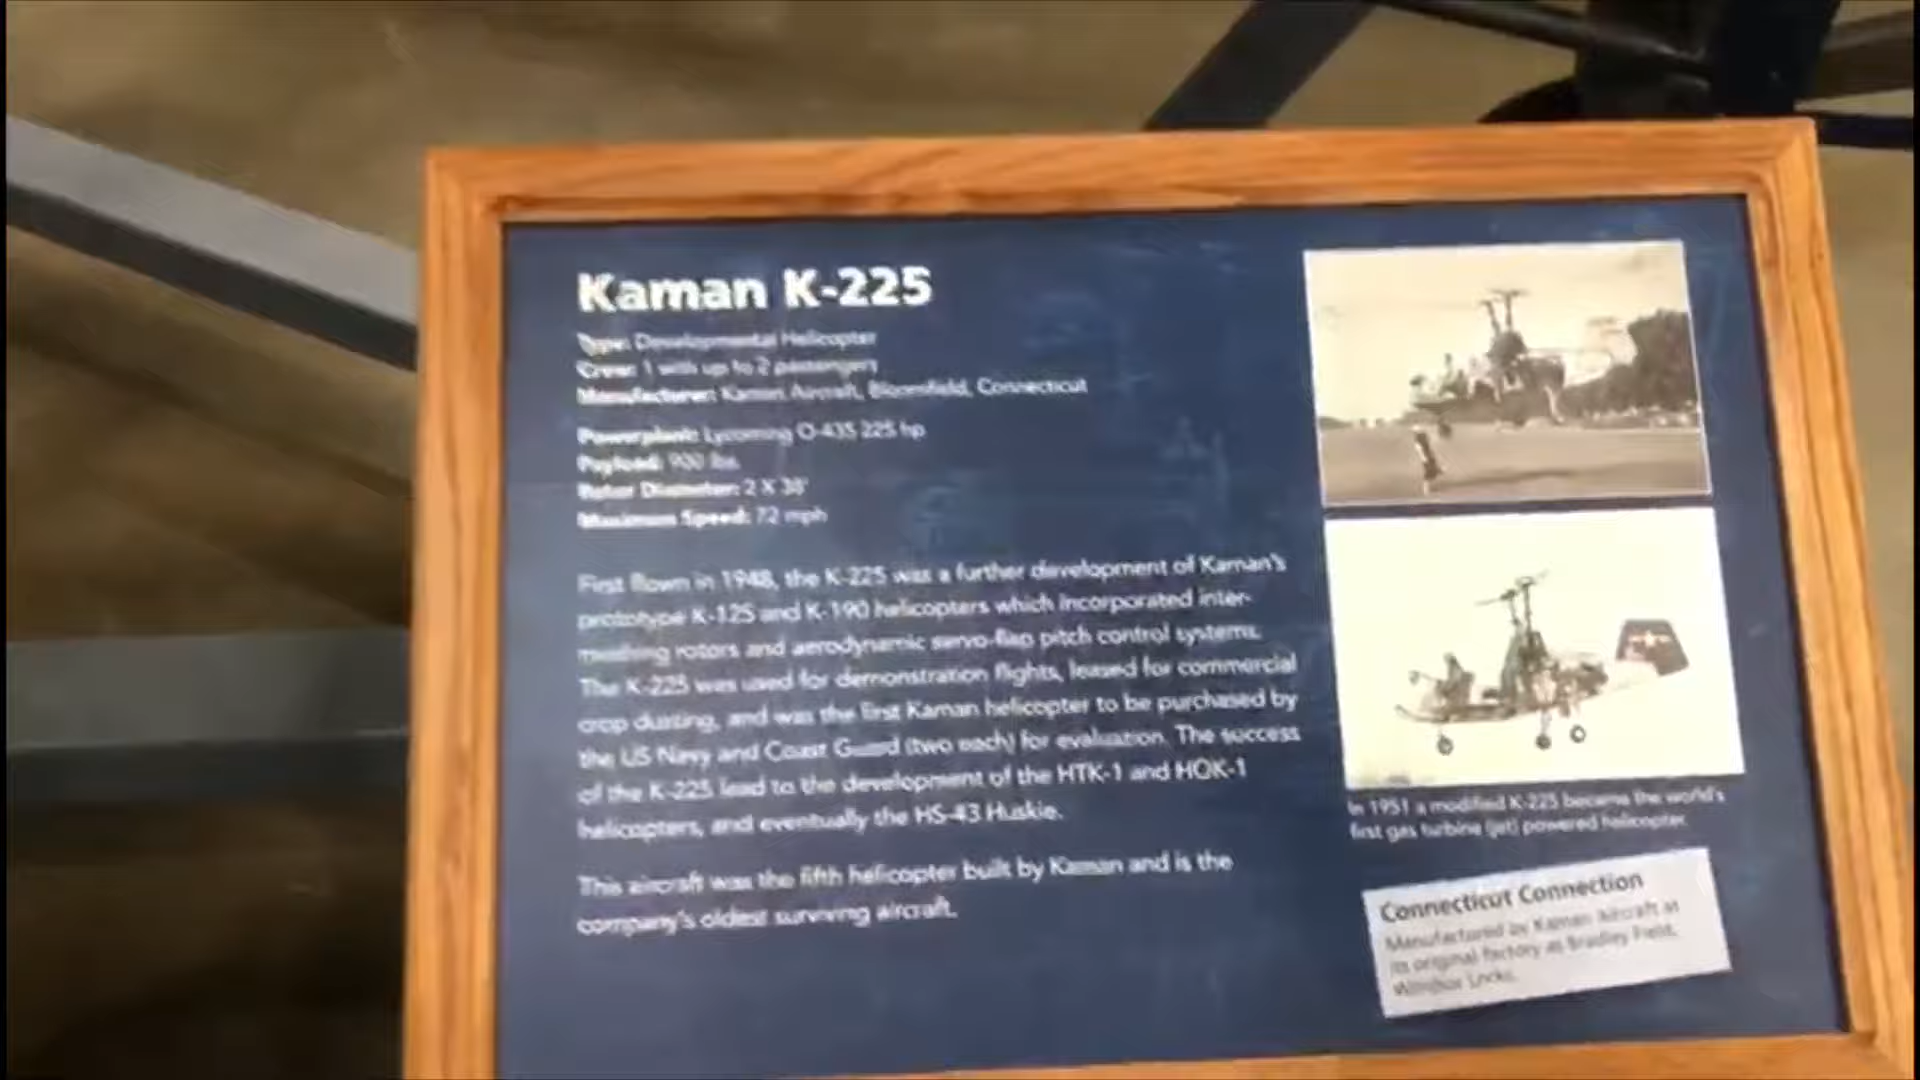 Kaman K-225
Type: Developmental Helicopter
Crew: 1 with up to 2 passengers
Manufacturer: Kaman Aircraft, Bloomfield, Connecticut
Powerplant: Lycoming O-435 225 hp
Payload: 900 lbs.
Rotor Diameter: 2 X 38'
Maximum Speed: 72 mph
First flown in 1948, the K-225 was a further development of Kaman's
prototype K-125 and K-190 helicopters which incorporated inter-
meshing rotors and aerodynamic servo-flap pitch control systems.
The K-225 was used for demonstration flights, leased for commercial
crop dusting, and was the first Kaman helicopter to be purchased by
the US Navy and Coast Guard (two each) for evaluation. The success
of the K-225 lead to the development of the HTK-1 and HOK-1
helicopters, and eventually the HS-43 Huskie.
This aircraft was the fifth helicopter built by Kaman and is the
company's oldest surviving aircraft.
In 1951 a modified K-225 became the world's
first gas turbine (jet) powered helicopter.
Connecticut Connection
Manufactured by Kaman Aircraft at
its original factory at Bradley Field,
Windsor Locks.